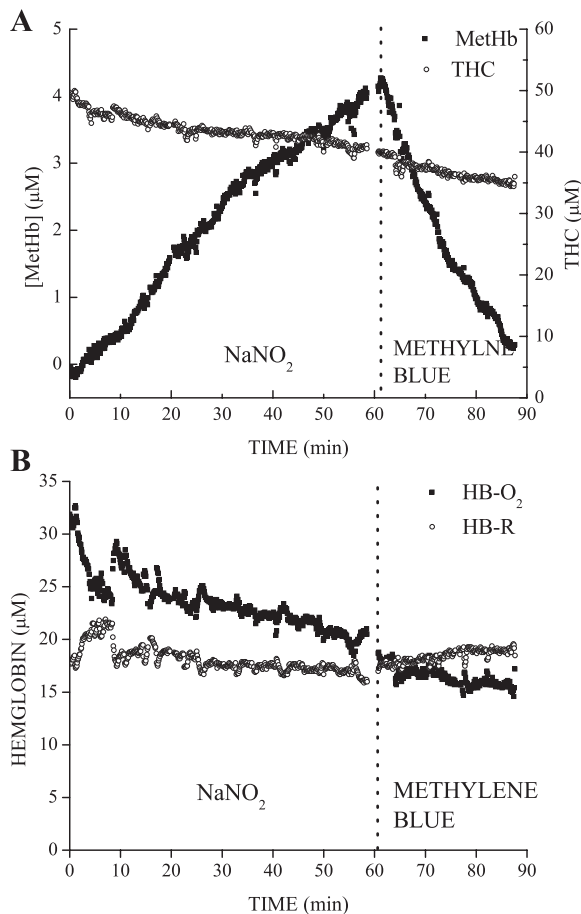 A
MetHb
THC
5
4
3
2
1
0
[MetHb] (µM)
60
50
40
30
20
10
0
THC (µM)
NaNO2
METHYLNE
BLUE
0 10 20 30 40 50 60 70 80 90
TIME (min)
B
HB-O2
HB-R
35
30
25
20
15
10
5
0
HEMGLOBIN (µM)
NaNO2
METHYLENE
BLUE
0 10 20 30 40 50 60 70 80 90
TIME (min)